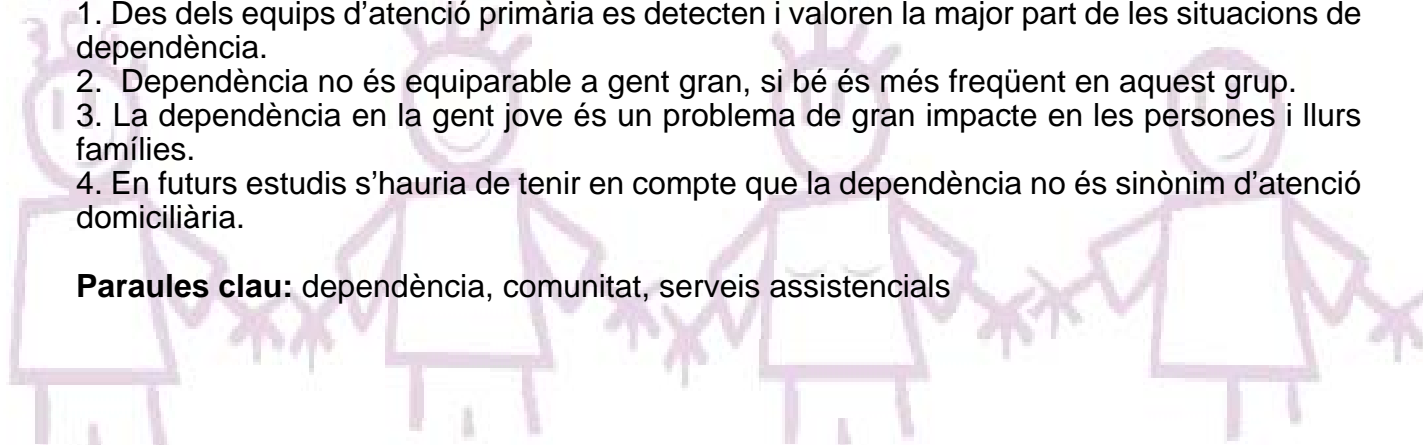 1. Des dels equips d’atenció primària es detecten i valoren la major part de les situacions de
dependència.
2. Dependència no és equiparable a gent gran, si bé és més freqüent en aquest grup.
3. La dependència en la gent jove és un problema de gran impacte en les persones i llurs
famílies.
4. En futurs estudis s’hauria de tenir en compte que la dependència no és sinònim d’atenció
domiciliària.
Paraules clau: dependència, comunitat, serveis assistencials